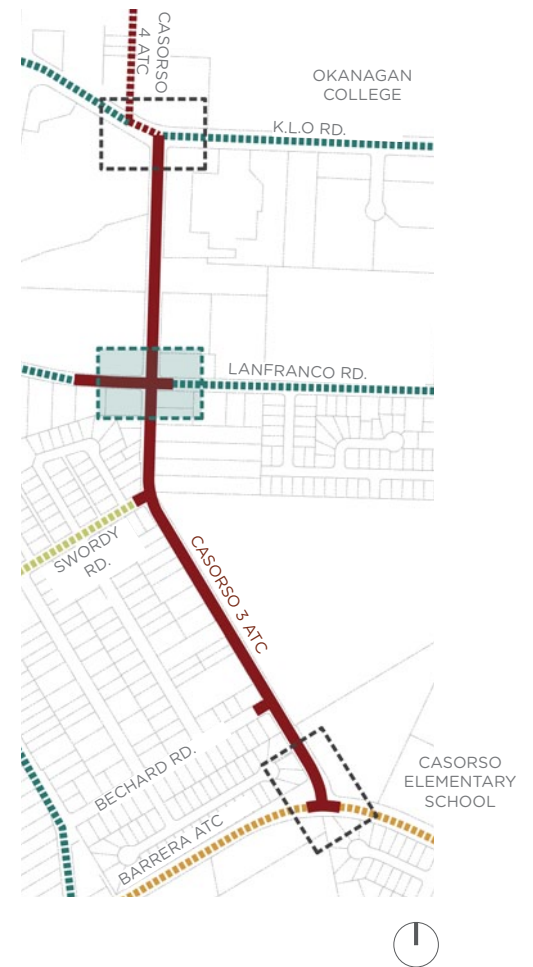 CASORSO
4 ATC
OKANAGAN
COLLEGE
K.L.O RD.
LANFRANCO RD.
SWORDY
RD.
CASORSO 3 ATC
BECHARD RD.
CASORSO
ELEMENTARY
SCHOOL
BARRERA ATC